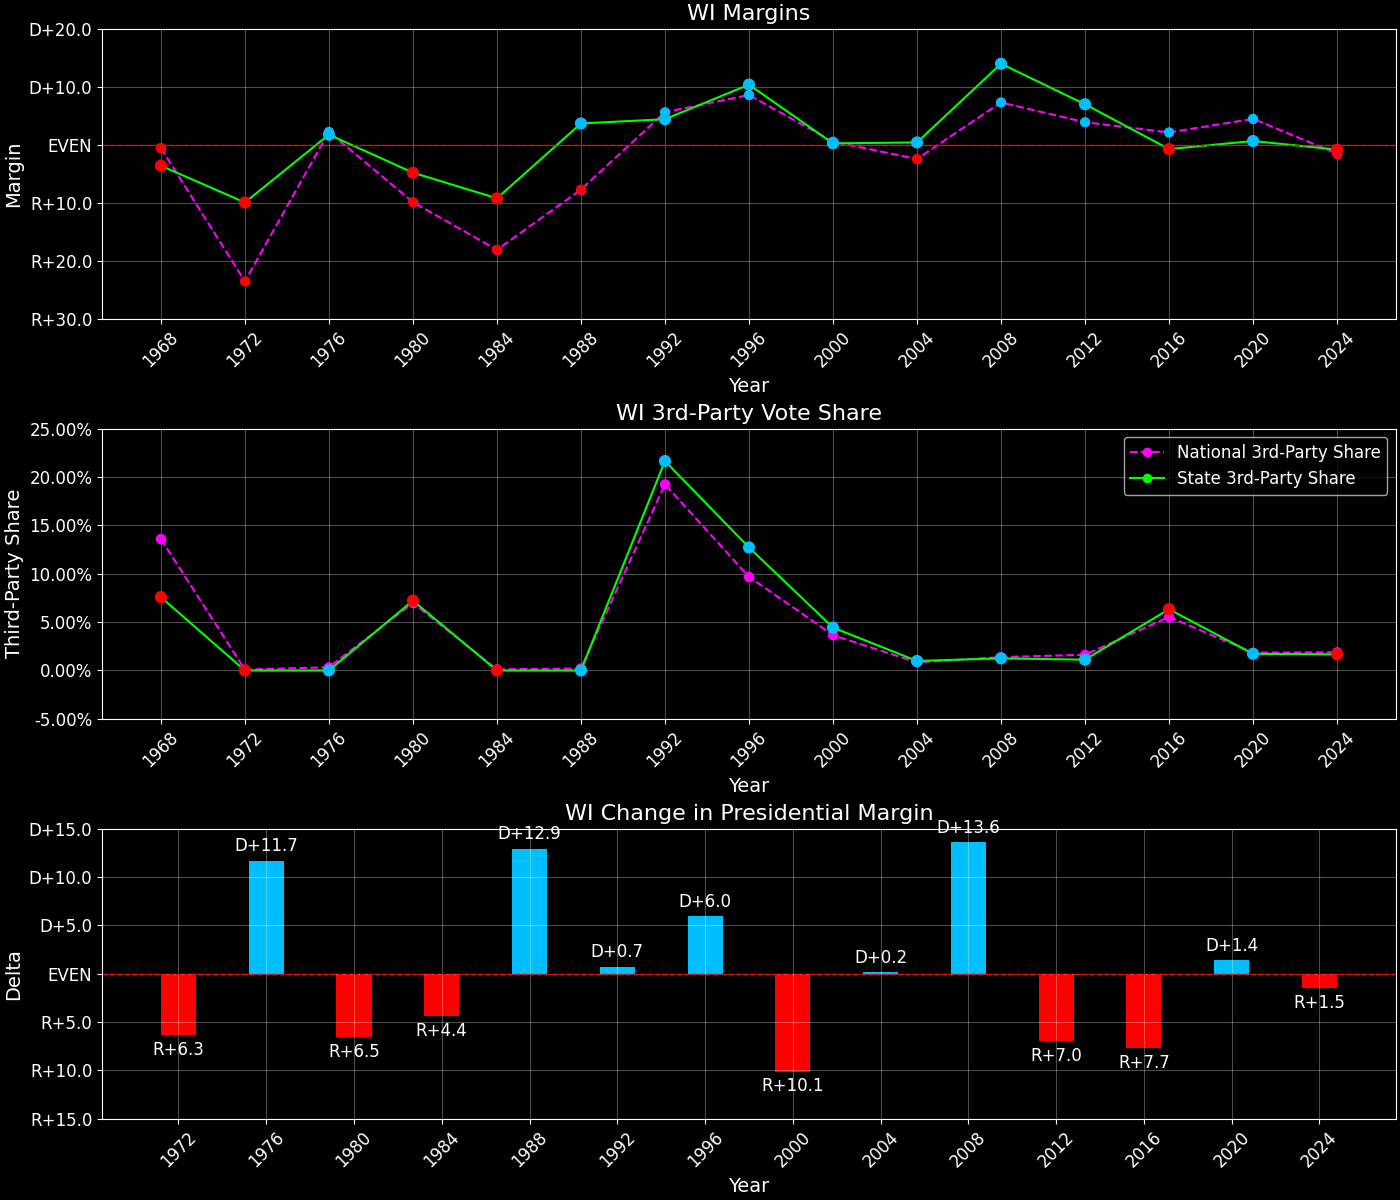 WI Margins
D+20.0
D+10.0
EVEN
R+10.0
R+20.0
R+30.0
Margin
1968 1972 1976 1980 1984 1988 1992 1996 2000 2004 2008 2012 2016 2020 2024
Year
WI 3rd-Party Vote Share
25.00%
20.00%
15.00%
10.00%
5.00%
0.00%
-5.00%
Third-Party Share
National 3rd-Party Share
State 3rd-Party Share
1968 1972 1976 1980 1984 1988 1992 1996 2000 2004 2008 2012 2016 2020 2024
Year
WI Change in Presidential Margin
D+15.0
D+10.0
D+5.0
EVEN
R+5.0
R+10.0
R+15.0
Delta
R+6.3
D+11.7
R+6.5
R+4.4
D+12.9
D+0.7
D+6.0
R+10.1
D+0.2
D+13.6
R+7.0
R+7.7
D+1.4
R+1.5
1972 1976 1980 1984 1988 1992 1996 2000 2004 2008 2012 2016 2020 2024
Year